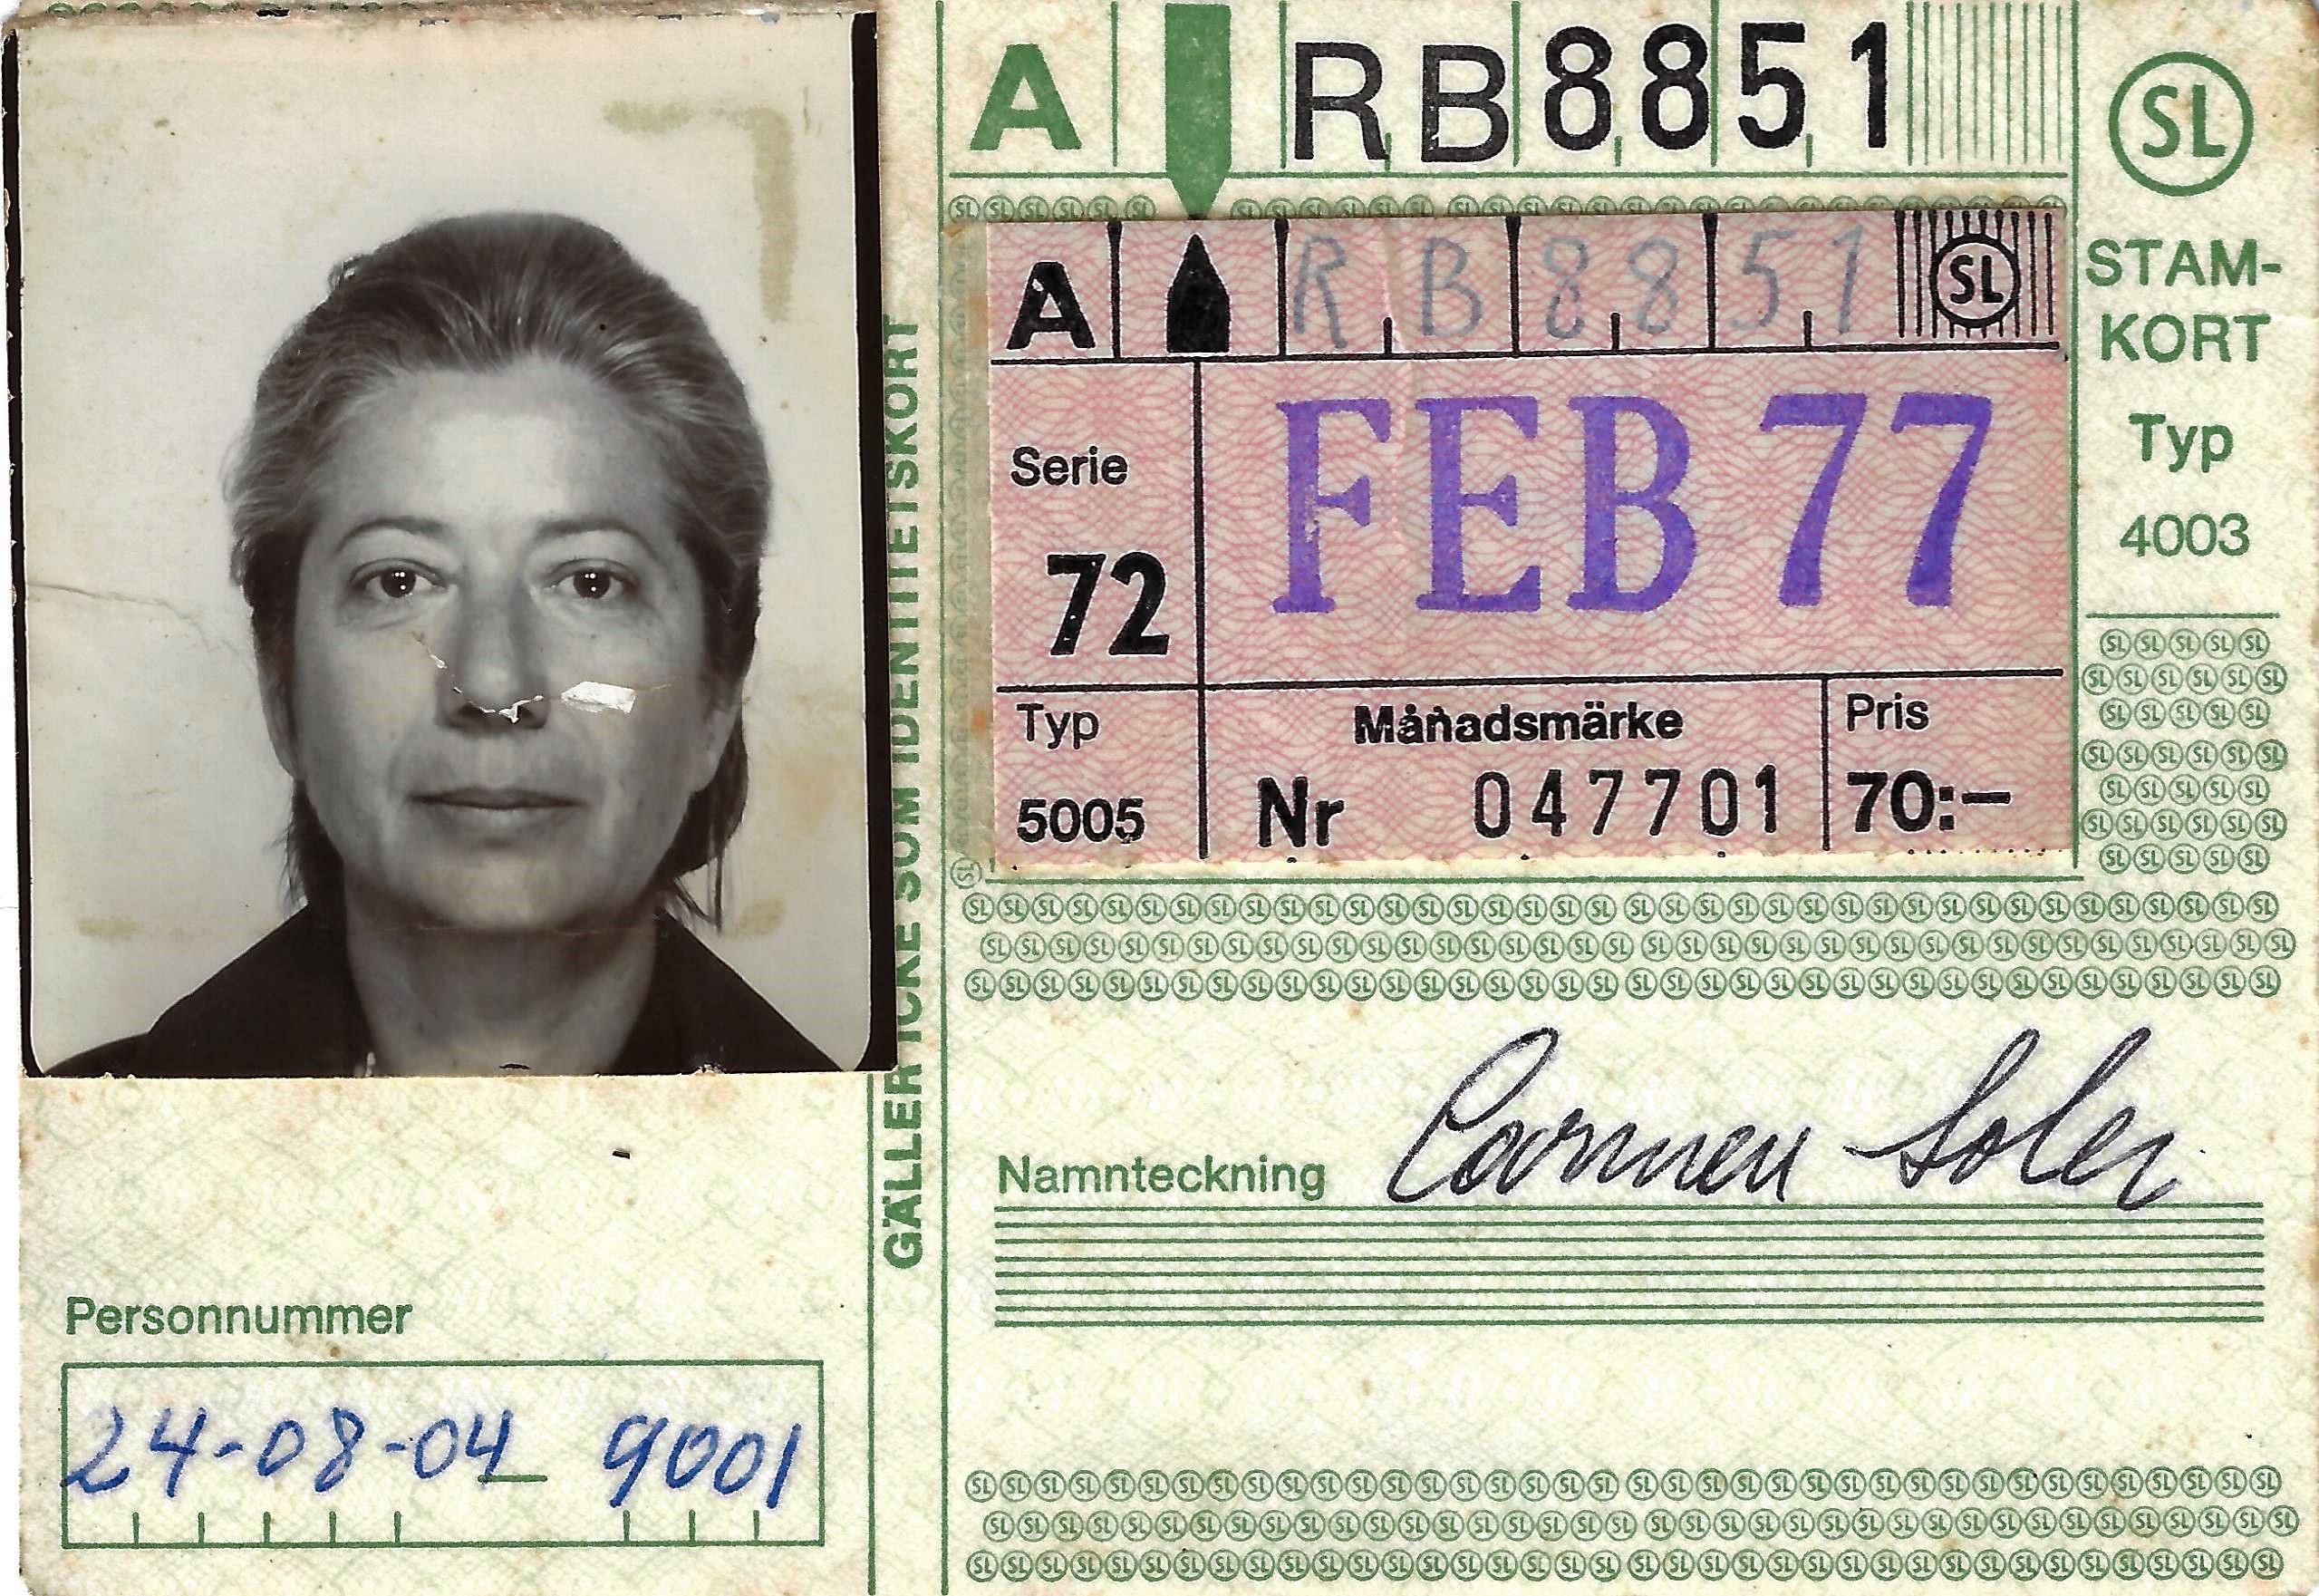 A RB8851
SL
STAM-
KORT
Typ
4003
A RB8851 SL
Serie
72
FEB 77
Typ
5005
Månadsmärke
Nr 047701
Pris
70:-
GÄLLER ICKE SOM IDENTITETSKORT
Namnteckning Carmen Soler
Personnummer
24-08-04 9001